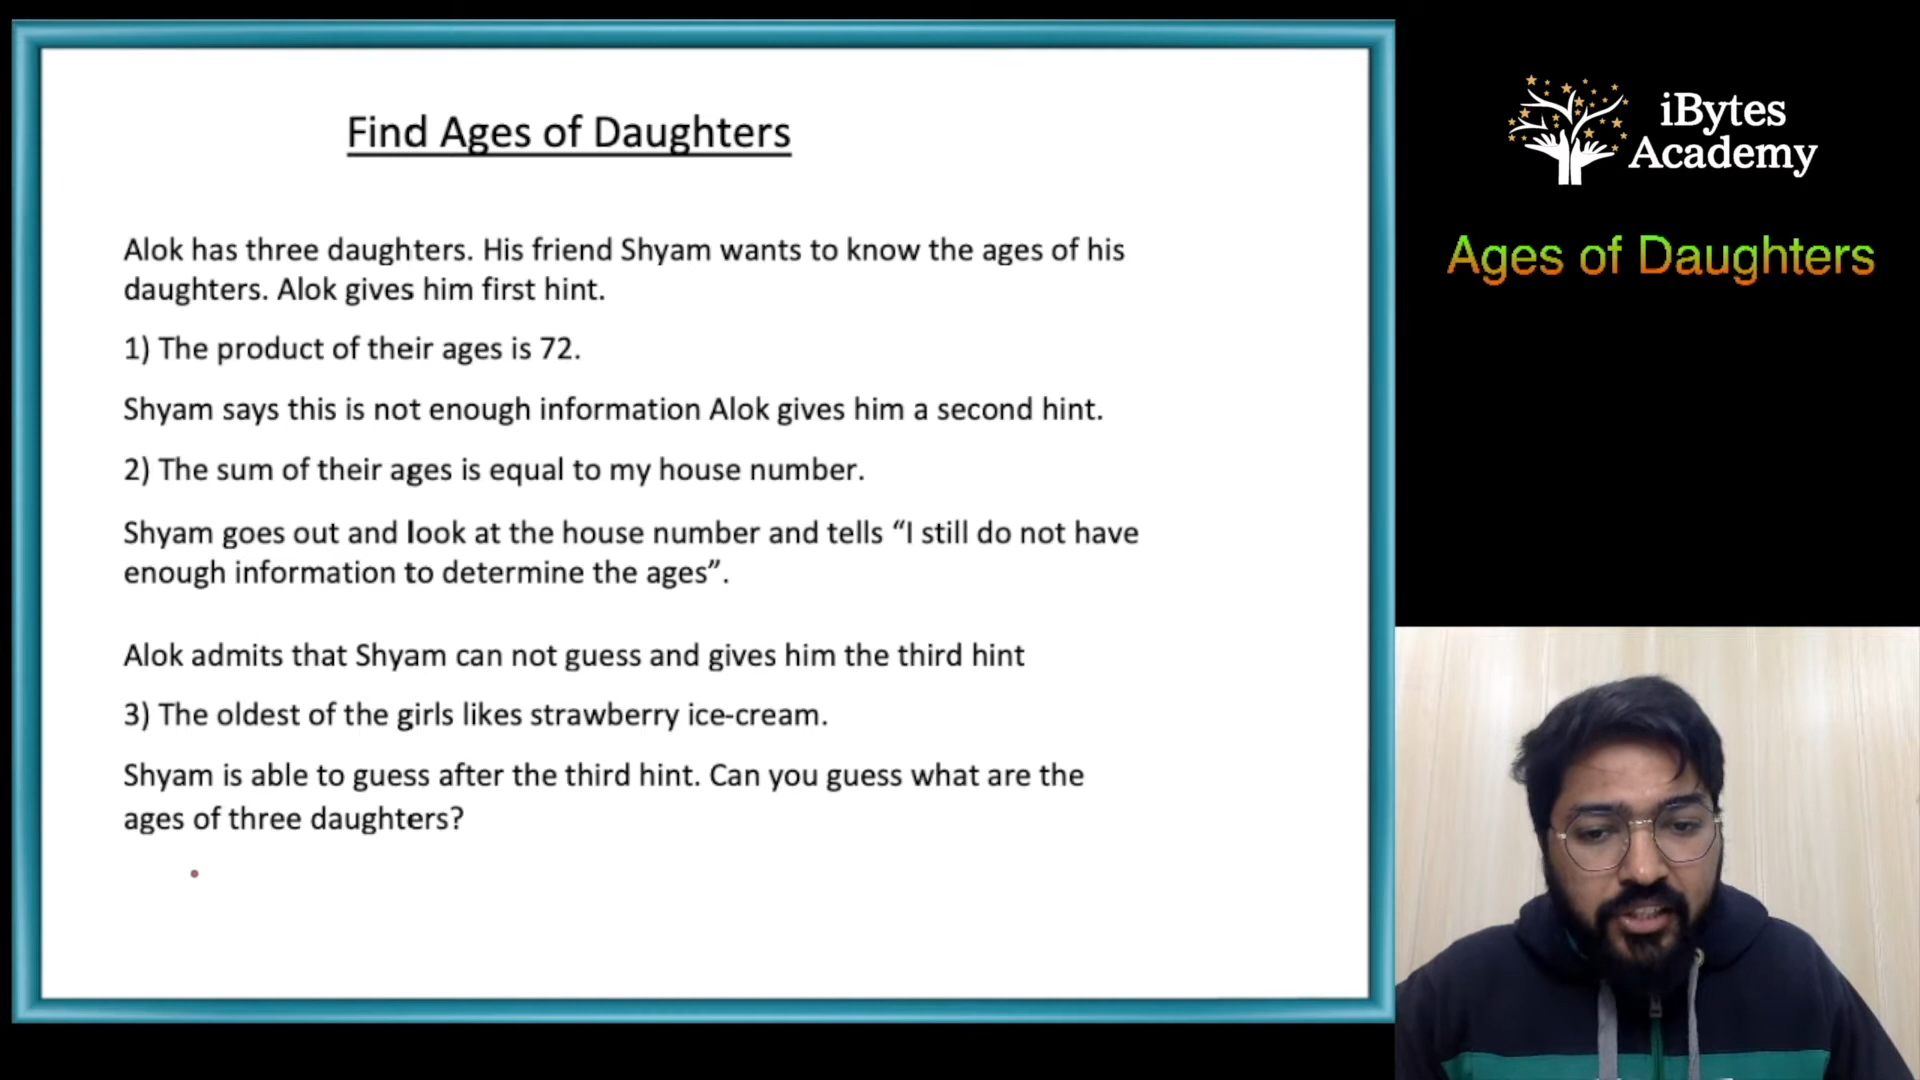 Find Ages of Daughters
Alok has three daughters. His friend Shyam wants to know the ages of his
daughters. Alok gives him first hint.
1) The product of their ages is 72.
Shyam says this is not enough information Alok gives him a second hint.
2) The sum of their ages is equal to my house number.
Shyam goes out and look at the house number and tells “I still do not have
enough information to determine the ages”.
Alok admits that Shyam can not guess and gives him the third hint
3) The oldest of the girls likes strawberry ice-cream.
Shyam is able to guess after the third hint. Can you guess what are the
ages of three daughters?
iBytes
Academy
Ages of Daughters